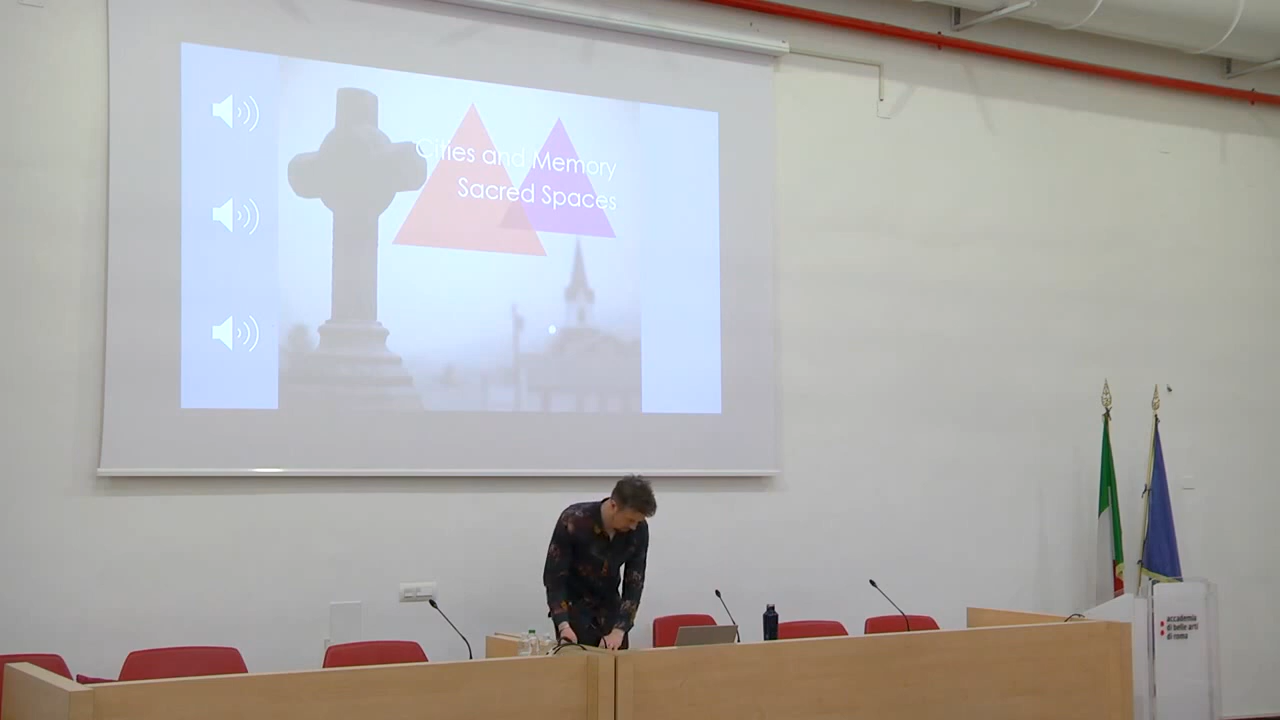 Cities and Memory
Sacred Spaces
accademia
di belle arti
di roma